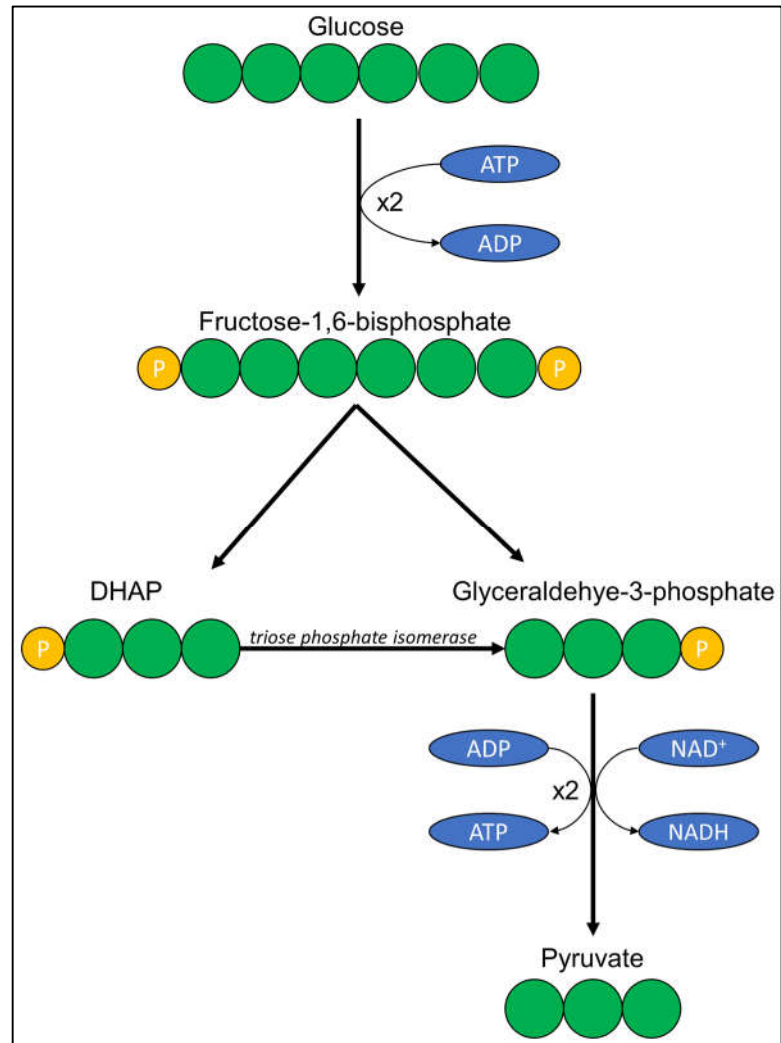 Glucose
ATP
x2
ADP
Fructose-1,6-bisphosphate
P
P
DHAP
Glyceraldehye-3-phosphate
P
triose phosphate isomerase
P
ADP
NAD⁺
x2
ATP
NADH
Pyruvate